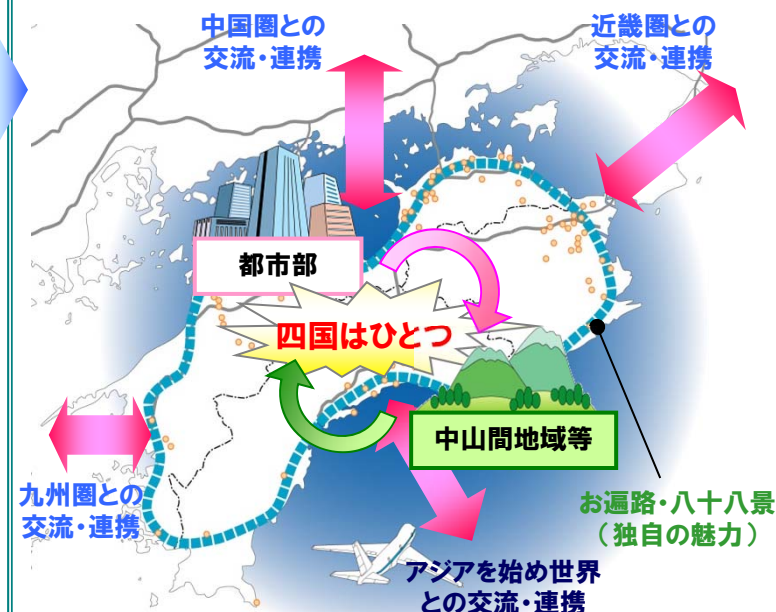 中国圏との
交流・連携
近畿圏との
交流・連携
都市部
四国はひとつ
中山間地域等
九州圏との
交流・連携
お遍路・八十八景
（独自の魅力）
アジアを始め世界
との交流・連携